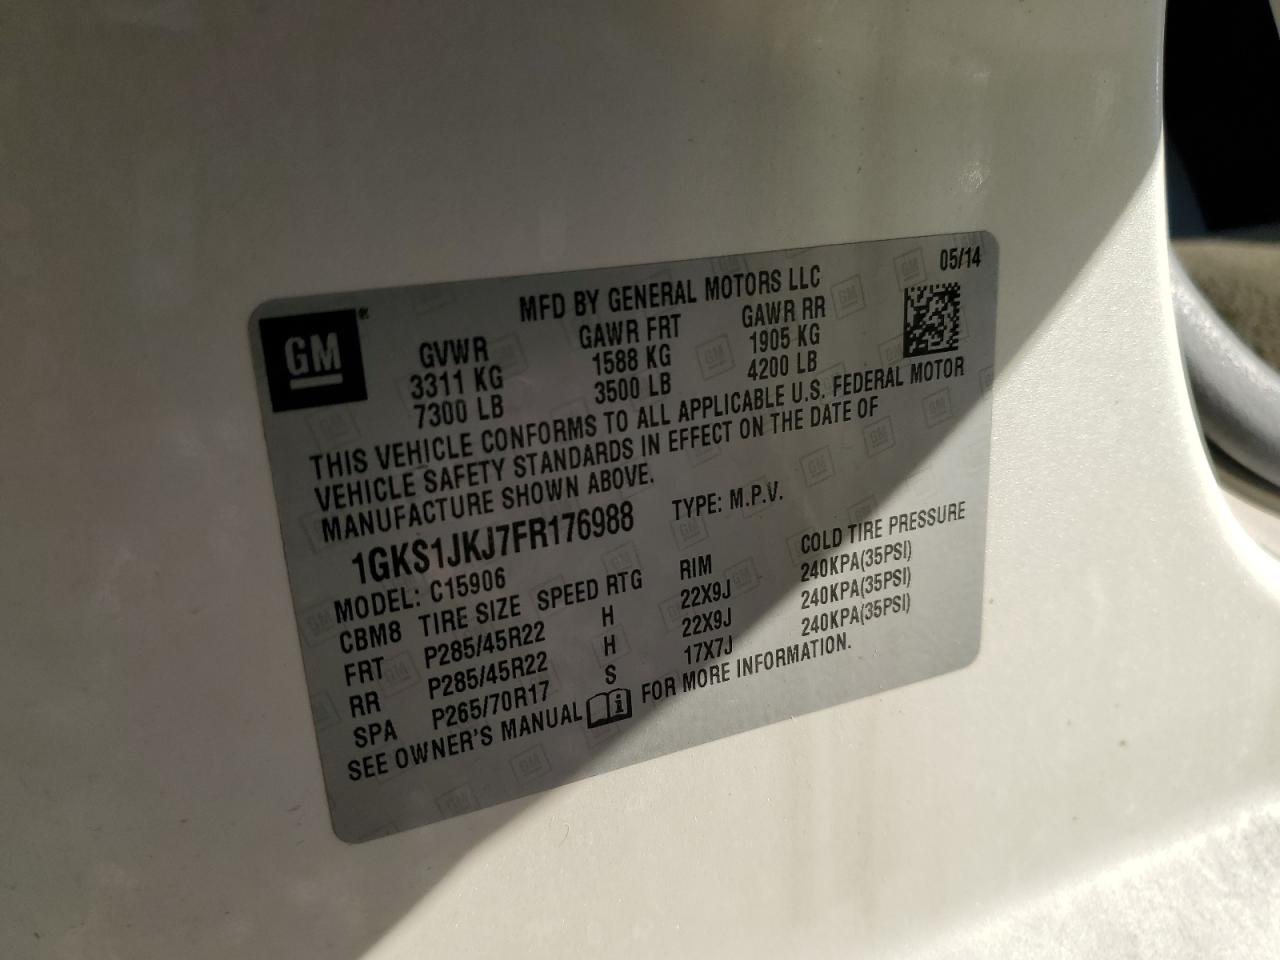 GM
MFD BY GENERAL MOTORS LLC 05/14
GVWR GAWR FRT GAWR RR
3311 KG 1588 KG 1905 KG
7300 LB 3500 LB 4200 LB
THIS VEHICLE CONFORMS TO ALL APPLICABLE U.S. FEDERAL MOTOR
VEHICLE SAFETY STANDARDS IN EFFECT ON THE DATE OF
MANUFACTURE SHOWN ABOVE.
1GKS1JKJ7FR176988 TYPE: M.P.V.
MODEL: C15906
CBM8 TIRE SIZE SPEED RTG RIM COLD TIRE PRESSURE
FRT P285/45R22 H 22X9J 240KPA(35PSI)
RR P285/45R22 H 22X9J 240KPA(35PSI)
SPA P265/70R17 S 17X7J 240KPA(35PSI)
SEE OWNER'S MANUAL FOR MORE INFORMATION.